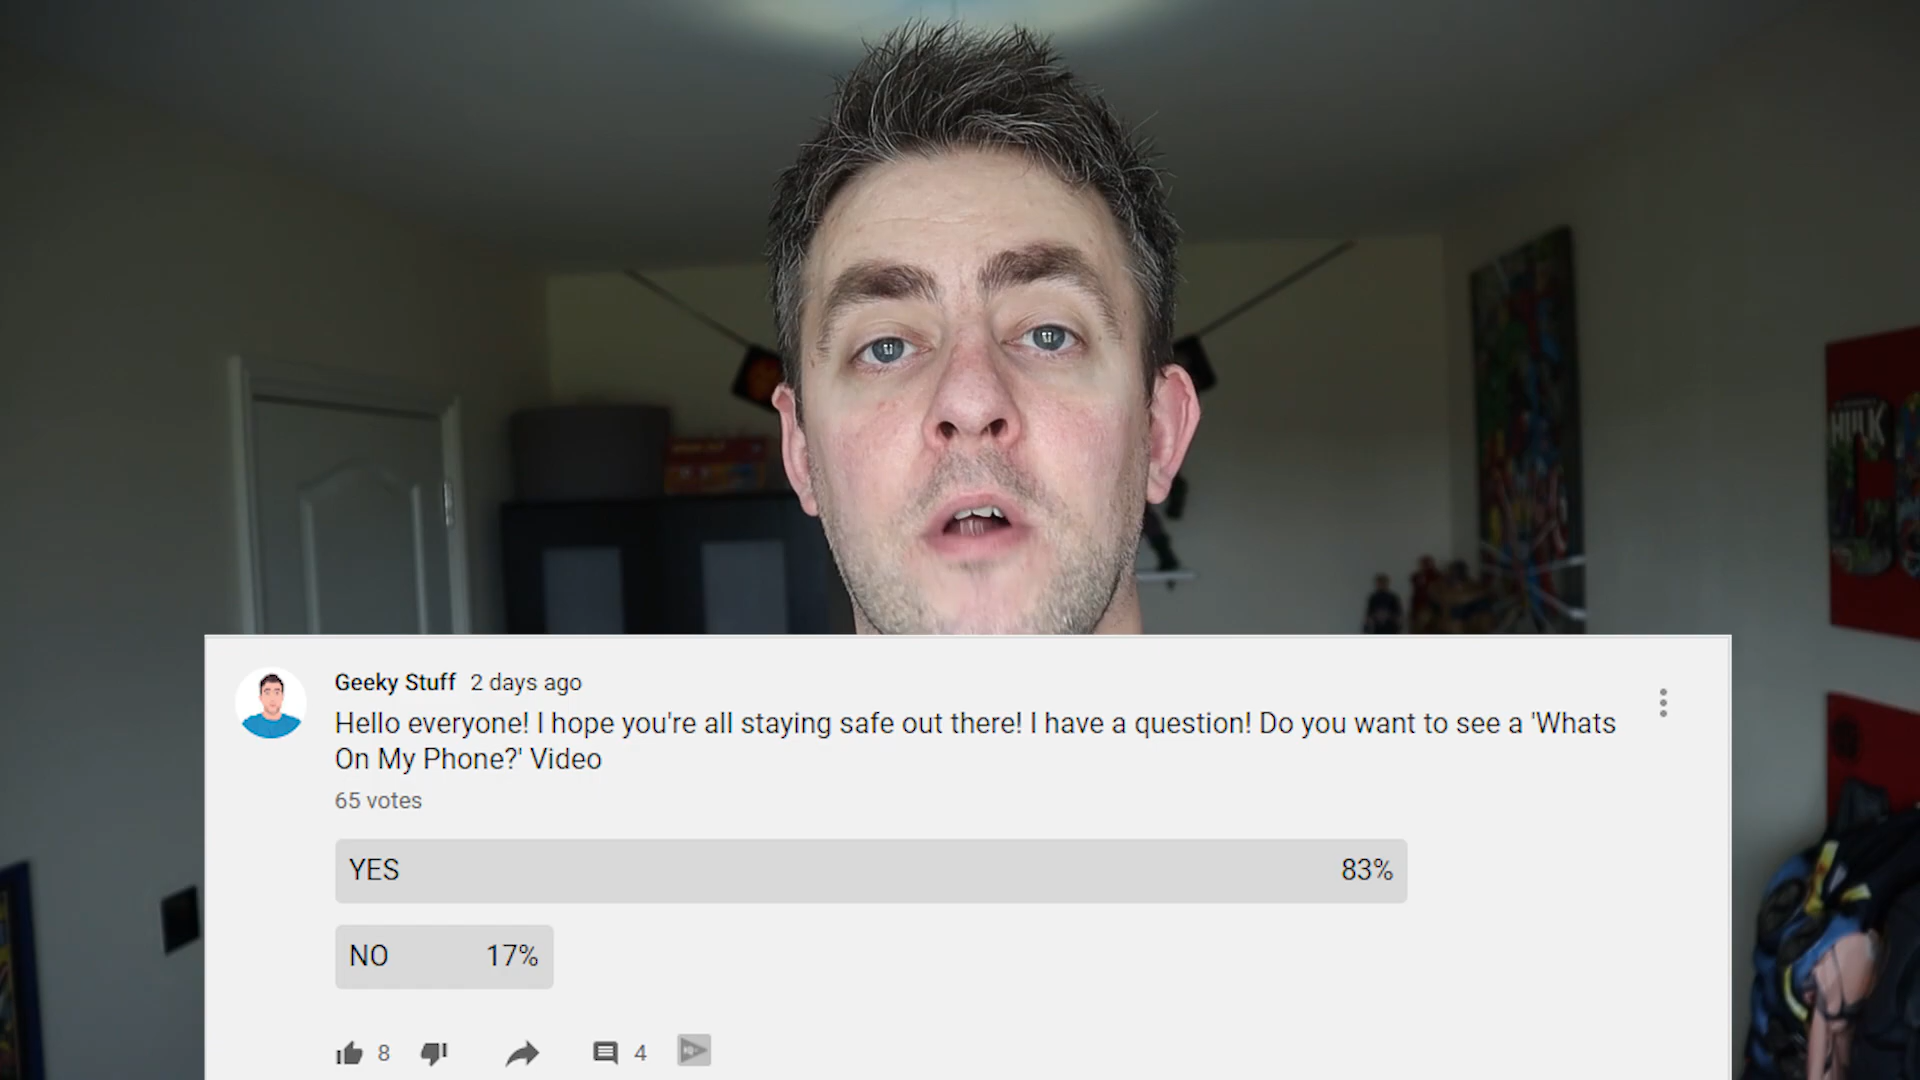 HULK
Geeky Stuff 2 days ago
Hello everyone! I hope you're all staying safe out there! I have a question! Do you want to see a 'Whats
On My Phone?' Video
65 votes
YES 83%
NO 17%
8 4